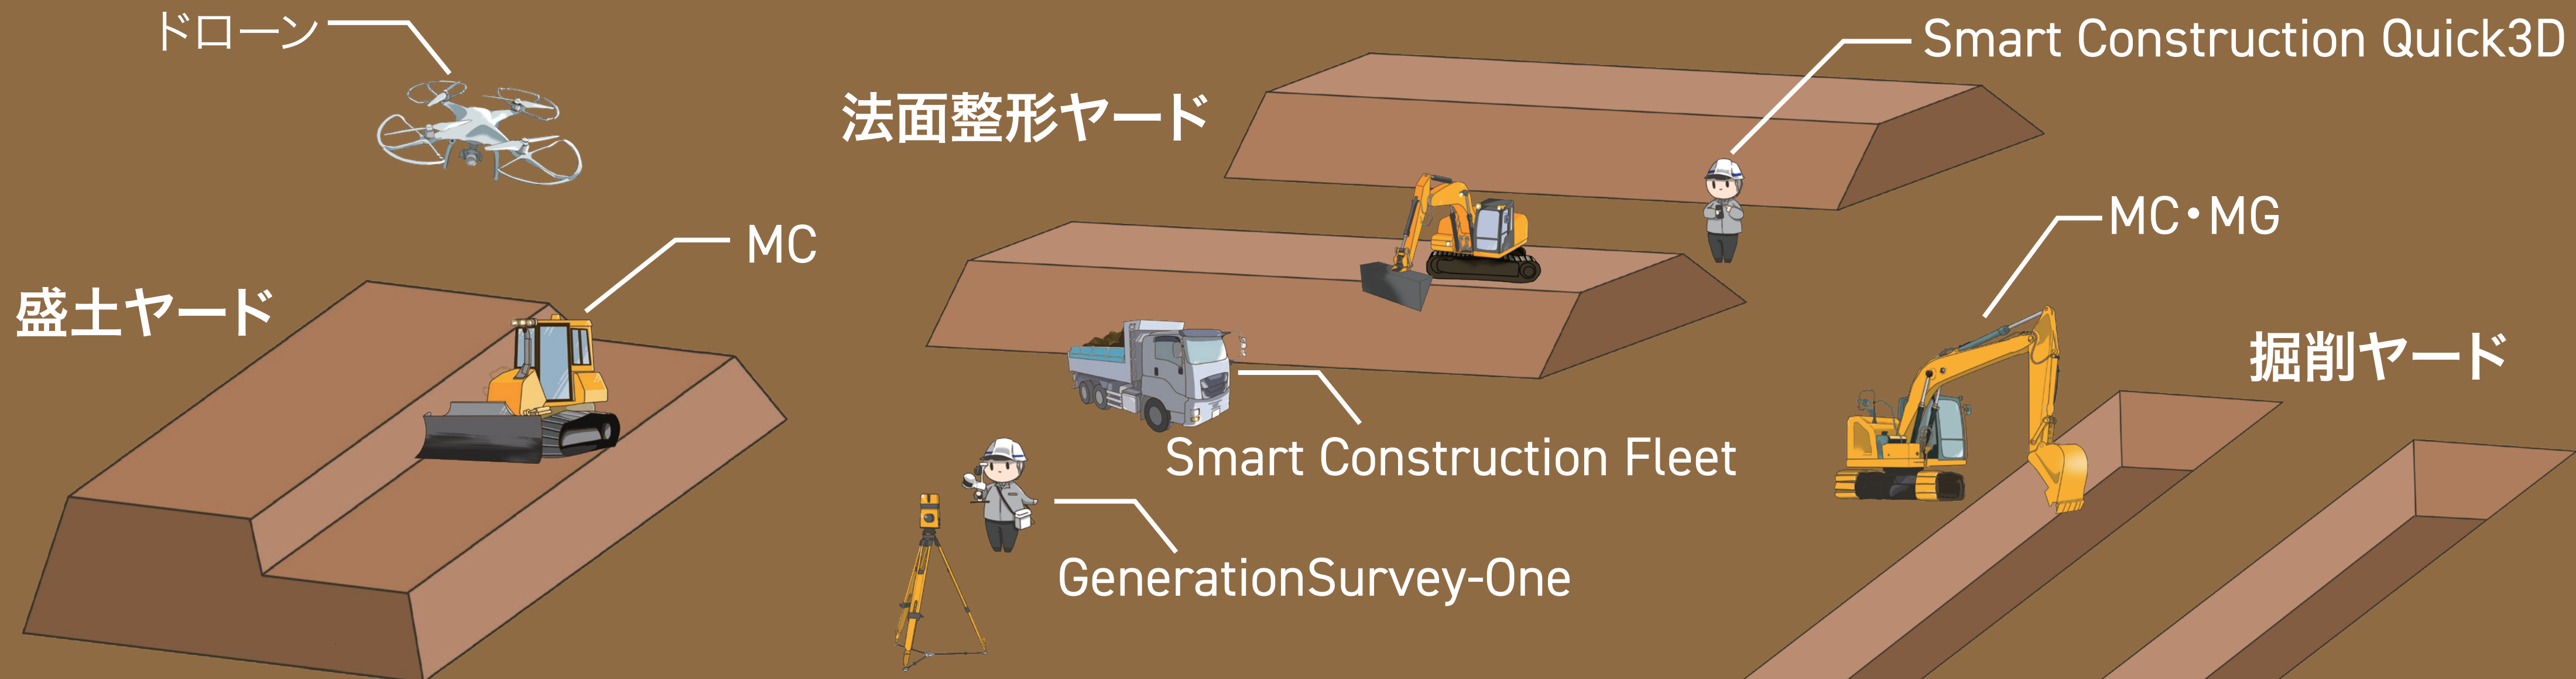 ドローン
Smart Construction Quick3D
法面整形ヤード
MC・MG
MC
盛土ヤード
掘削ヤード
Smart Construction Fleet
GenerationSurvey-One